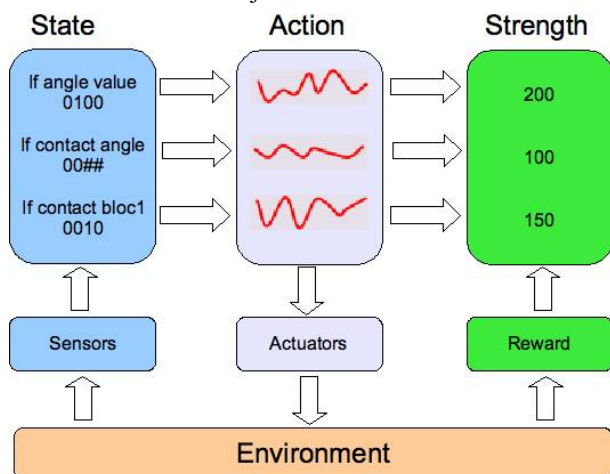 State
Action
Strength
If angle value
0100
200
If contact angle
00##
100
If contact bloc1
0010
150
Sensors
Actuators
Reward
Environment